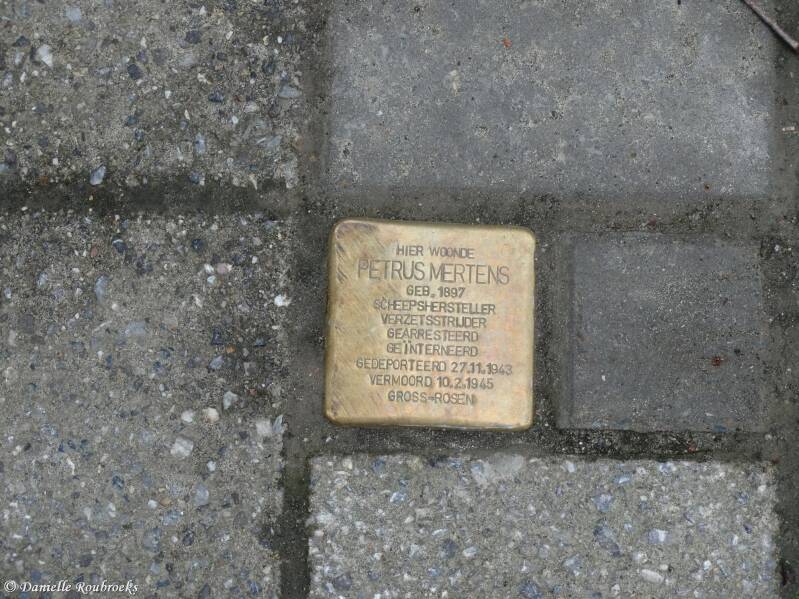 HIER WOONDE
PETRUS MERTENS
GEB. 1897
SCHEEPSHERSTELLER
VERZETSSTRIJDER
GEARRESTEERD
GEÏNTERNEERD
GEDEPORTEERD 27.11.1943
VERMOORD 10.2.1945
GROSS-ROSEN
© Danielle Roubroeks